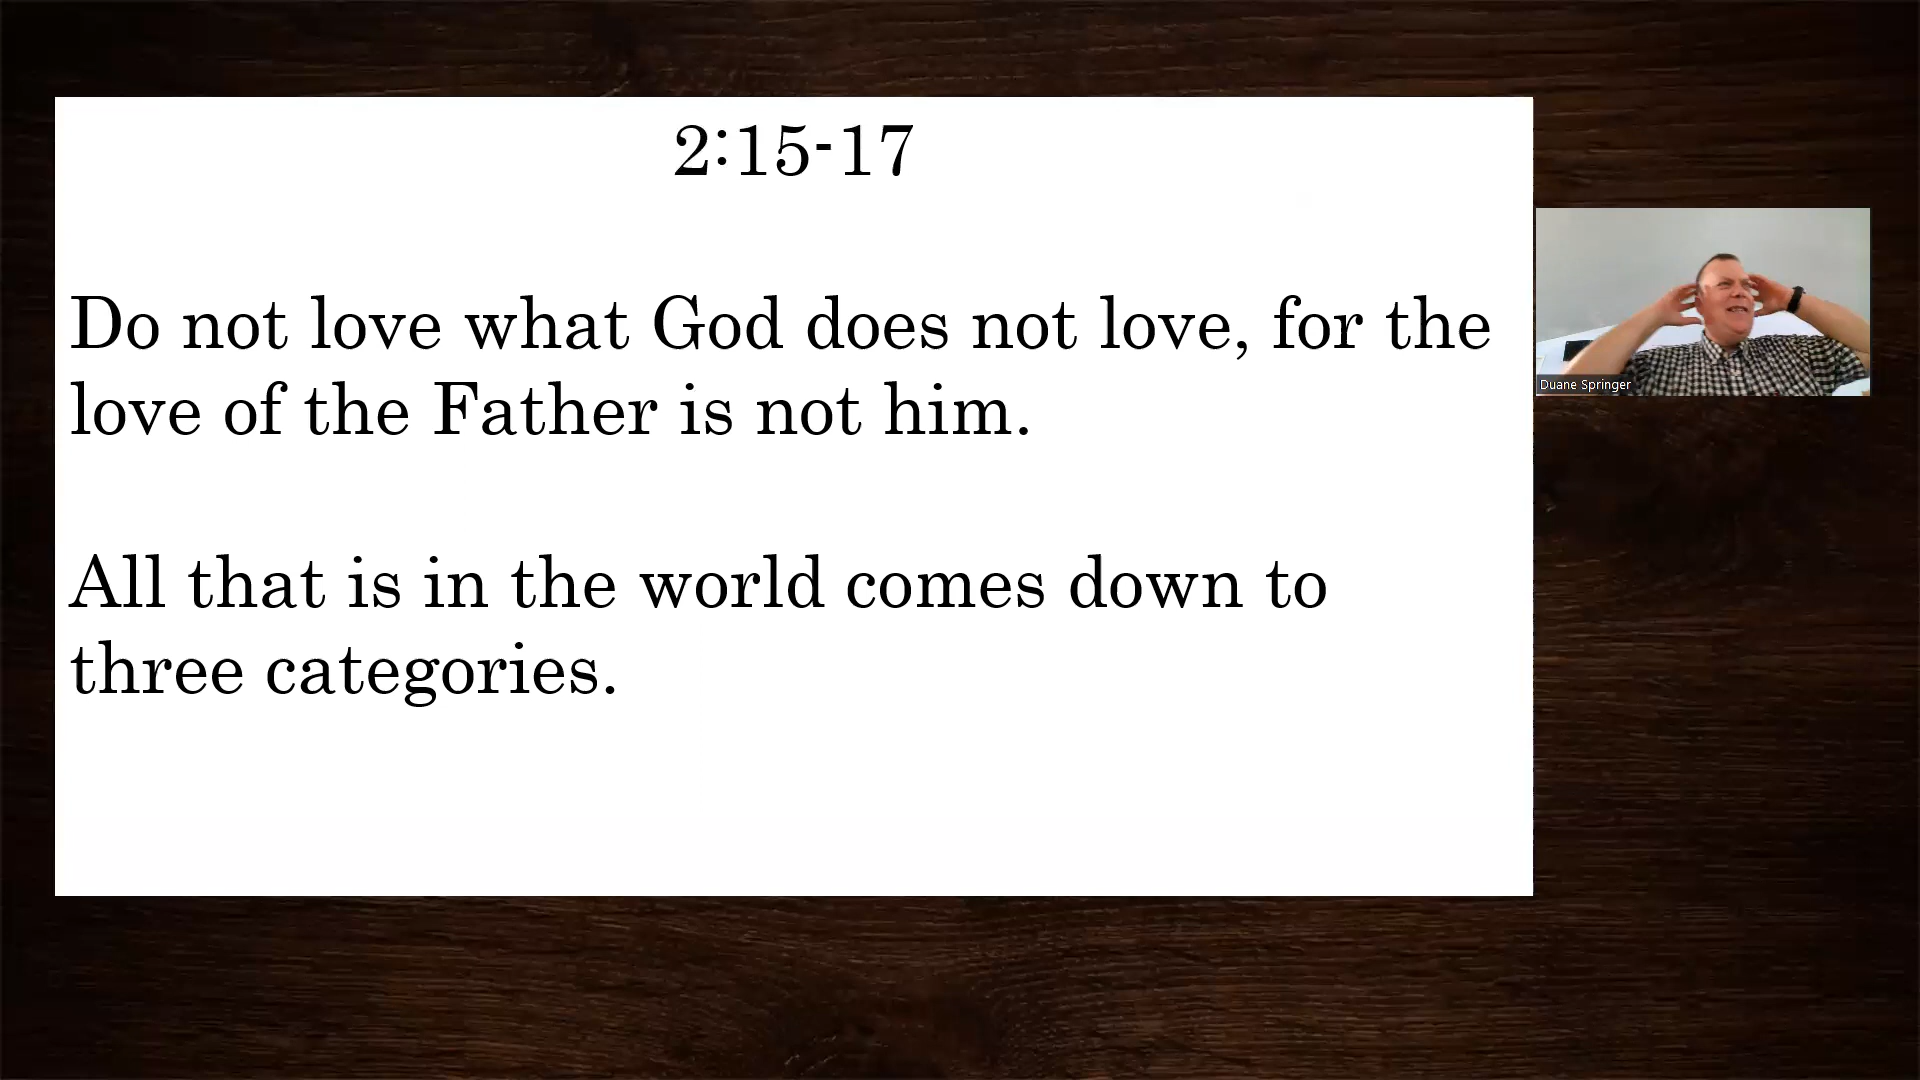 2:15-17
Do not love what God does not love, for the
love of the Father is not him.
All that is in the world comes down to
three categories.
Duane Springer